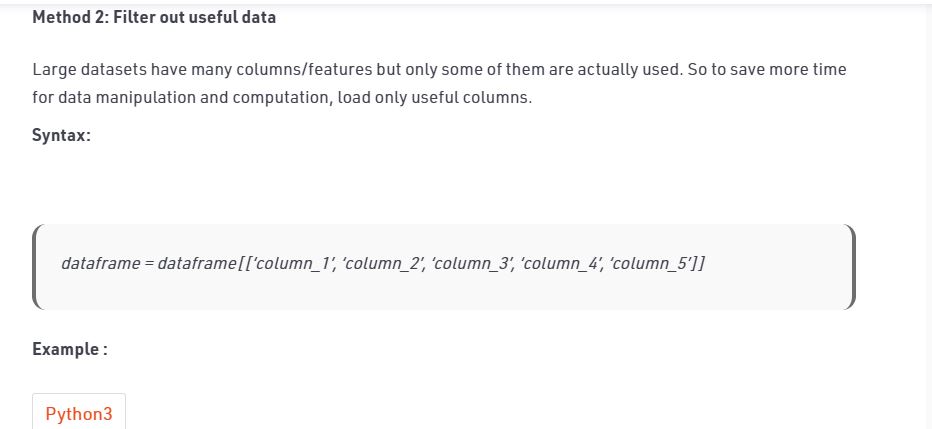 Method 2: Filter out useful data
Large datasets have many columns/features but only some of them are actually used. So to save more time
for data manipulation and computation, load only useful columns.
Syntax:
dataframe = dataframe[[‘column_1’, ‘column_2’, ‘column_3’, ‘column_4’, ‘column_5’]]
Example :
Python3